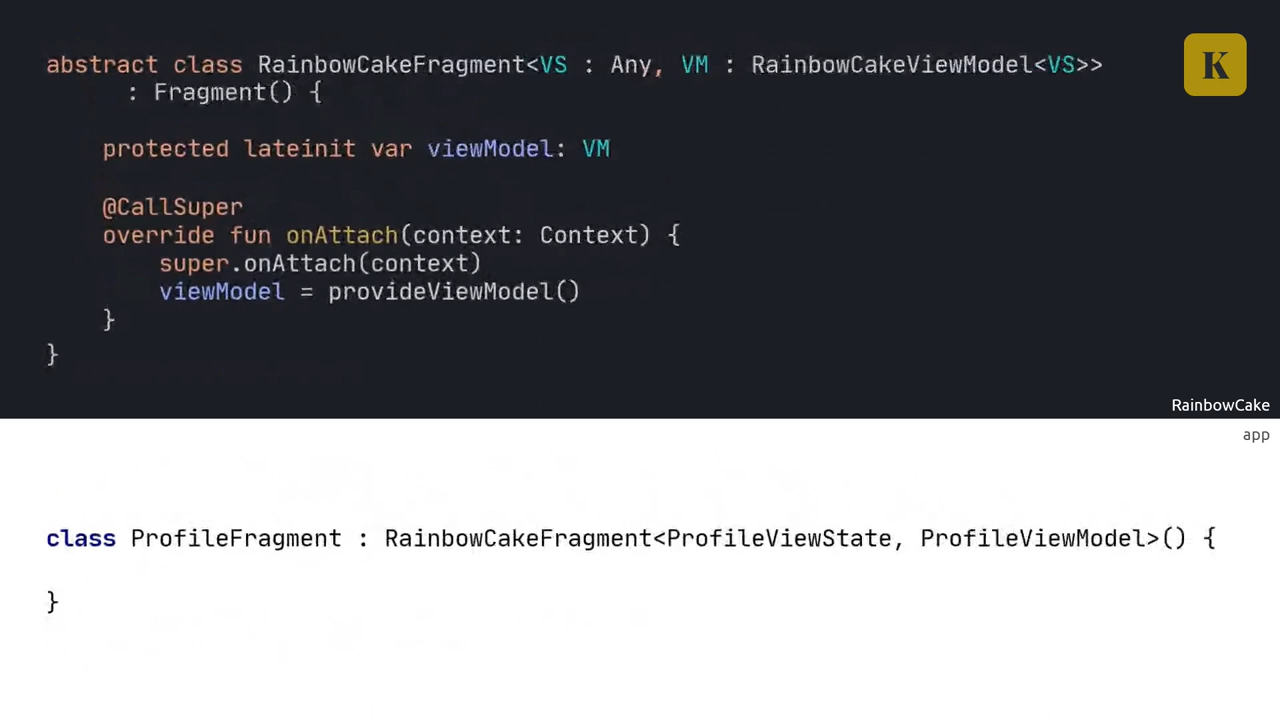 abstract class RainbowCakeFragment<VS : Any, VM : RainbowCakeViewModel<VS>>
: Fragment() {
K
protected lateinit var viewModel: VM
@CallSuper
override fun onAttach(context: Context) {
super.onAttach(context)
viewModel = provideViewModel()
}
}
RainbowCake
app
class ProfileFragment : RainbowCakeFragment<ProfileViewState, ProfileViewModel>() {
}